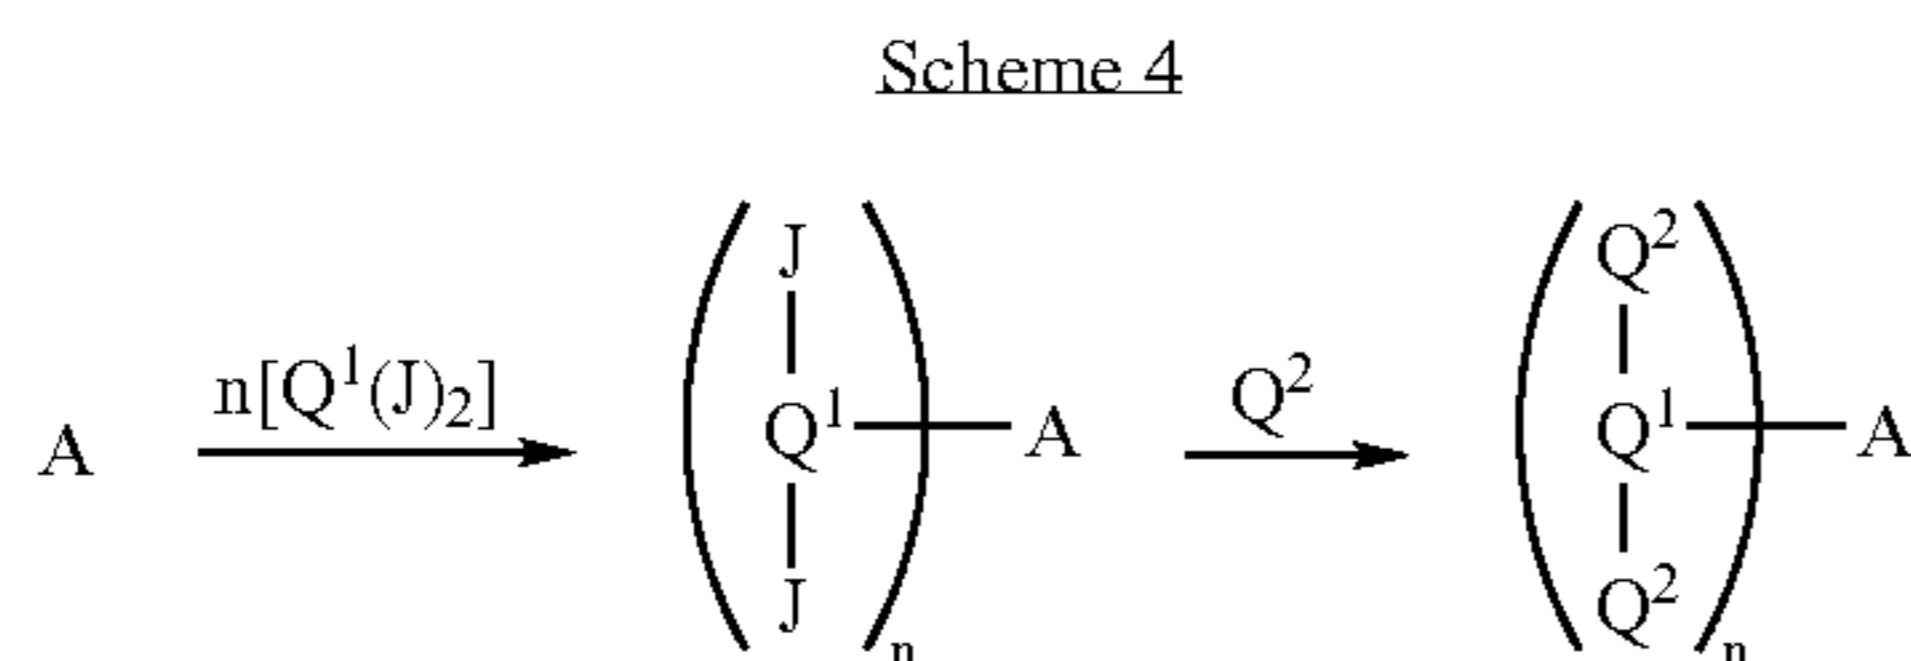 Scheme 4
J Q²
n[Q¹(J)₂] Q²
A Q¹ A Q¹ A
J Q²
n n